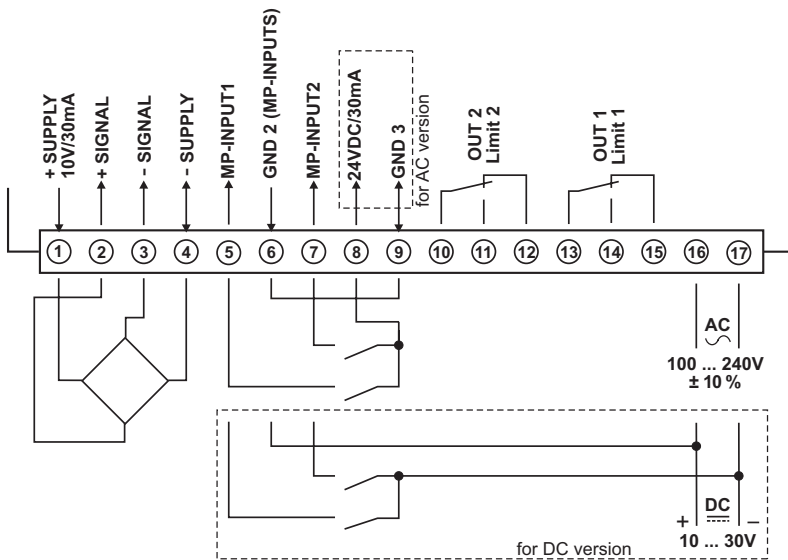 + SUPPLY
10V/30mA
+ SIGNAL
- SIGNAL
- SUPPLY
MP-INPUT1
GND 2 (MP-INPUTS)
MP-INPUT2
24VDC/30mA
GND 3
for AC version
OUT 2
Limit 2
OUT 1
Limit 1
1 2 3 4 5 6 7 8 9 10 11 12 13 14 15 16 17
AC
100 ... 240V
± 10 %
+ DC –
10 ... 30V
for DC version